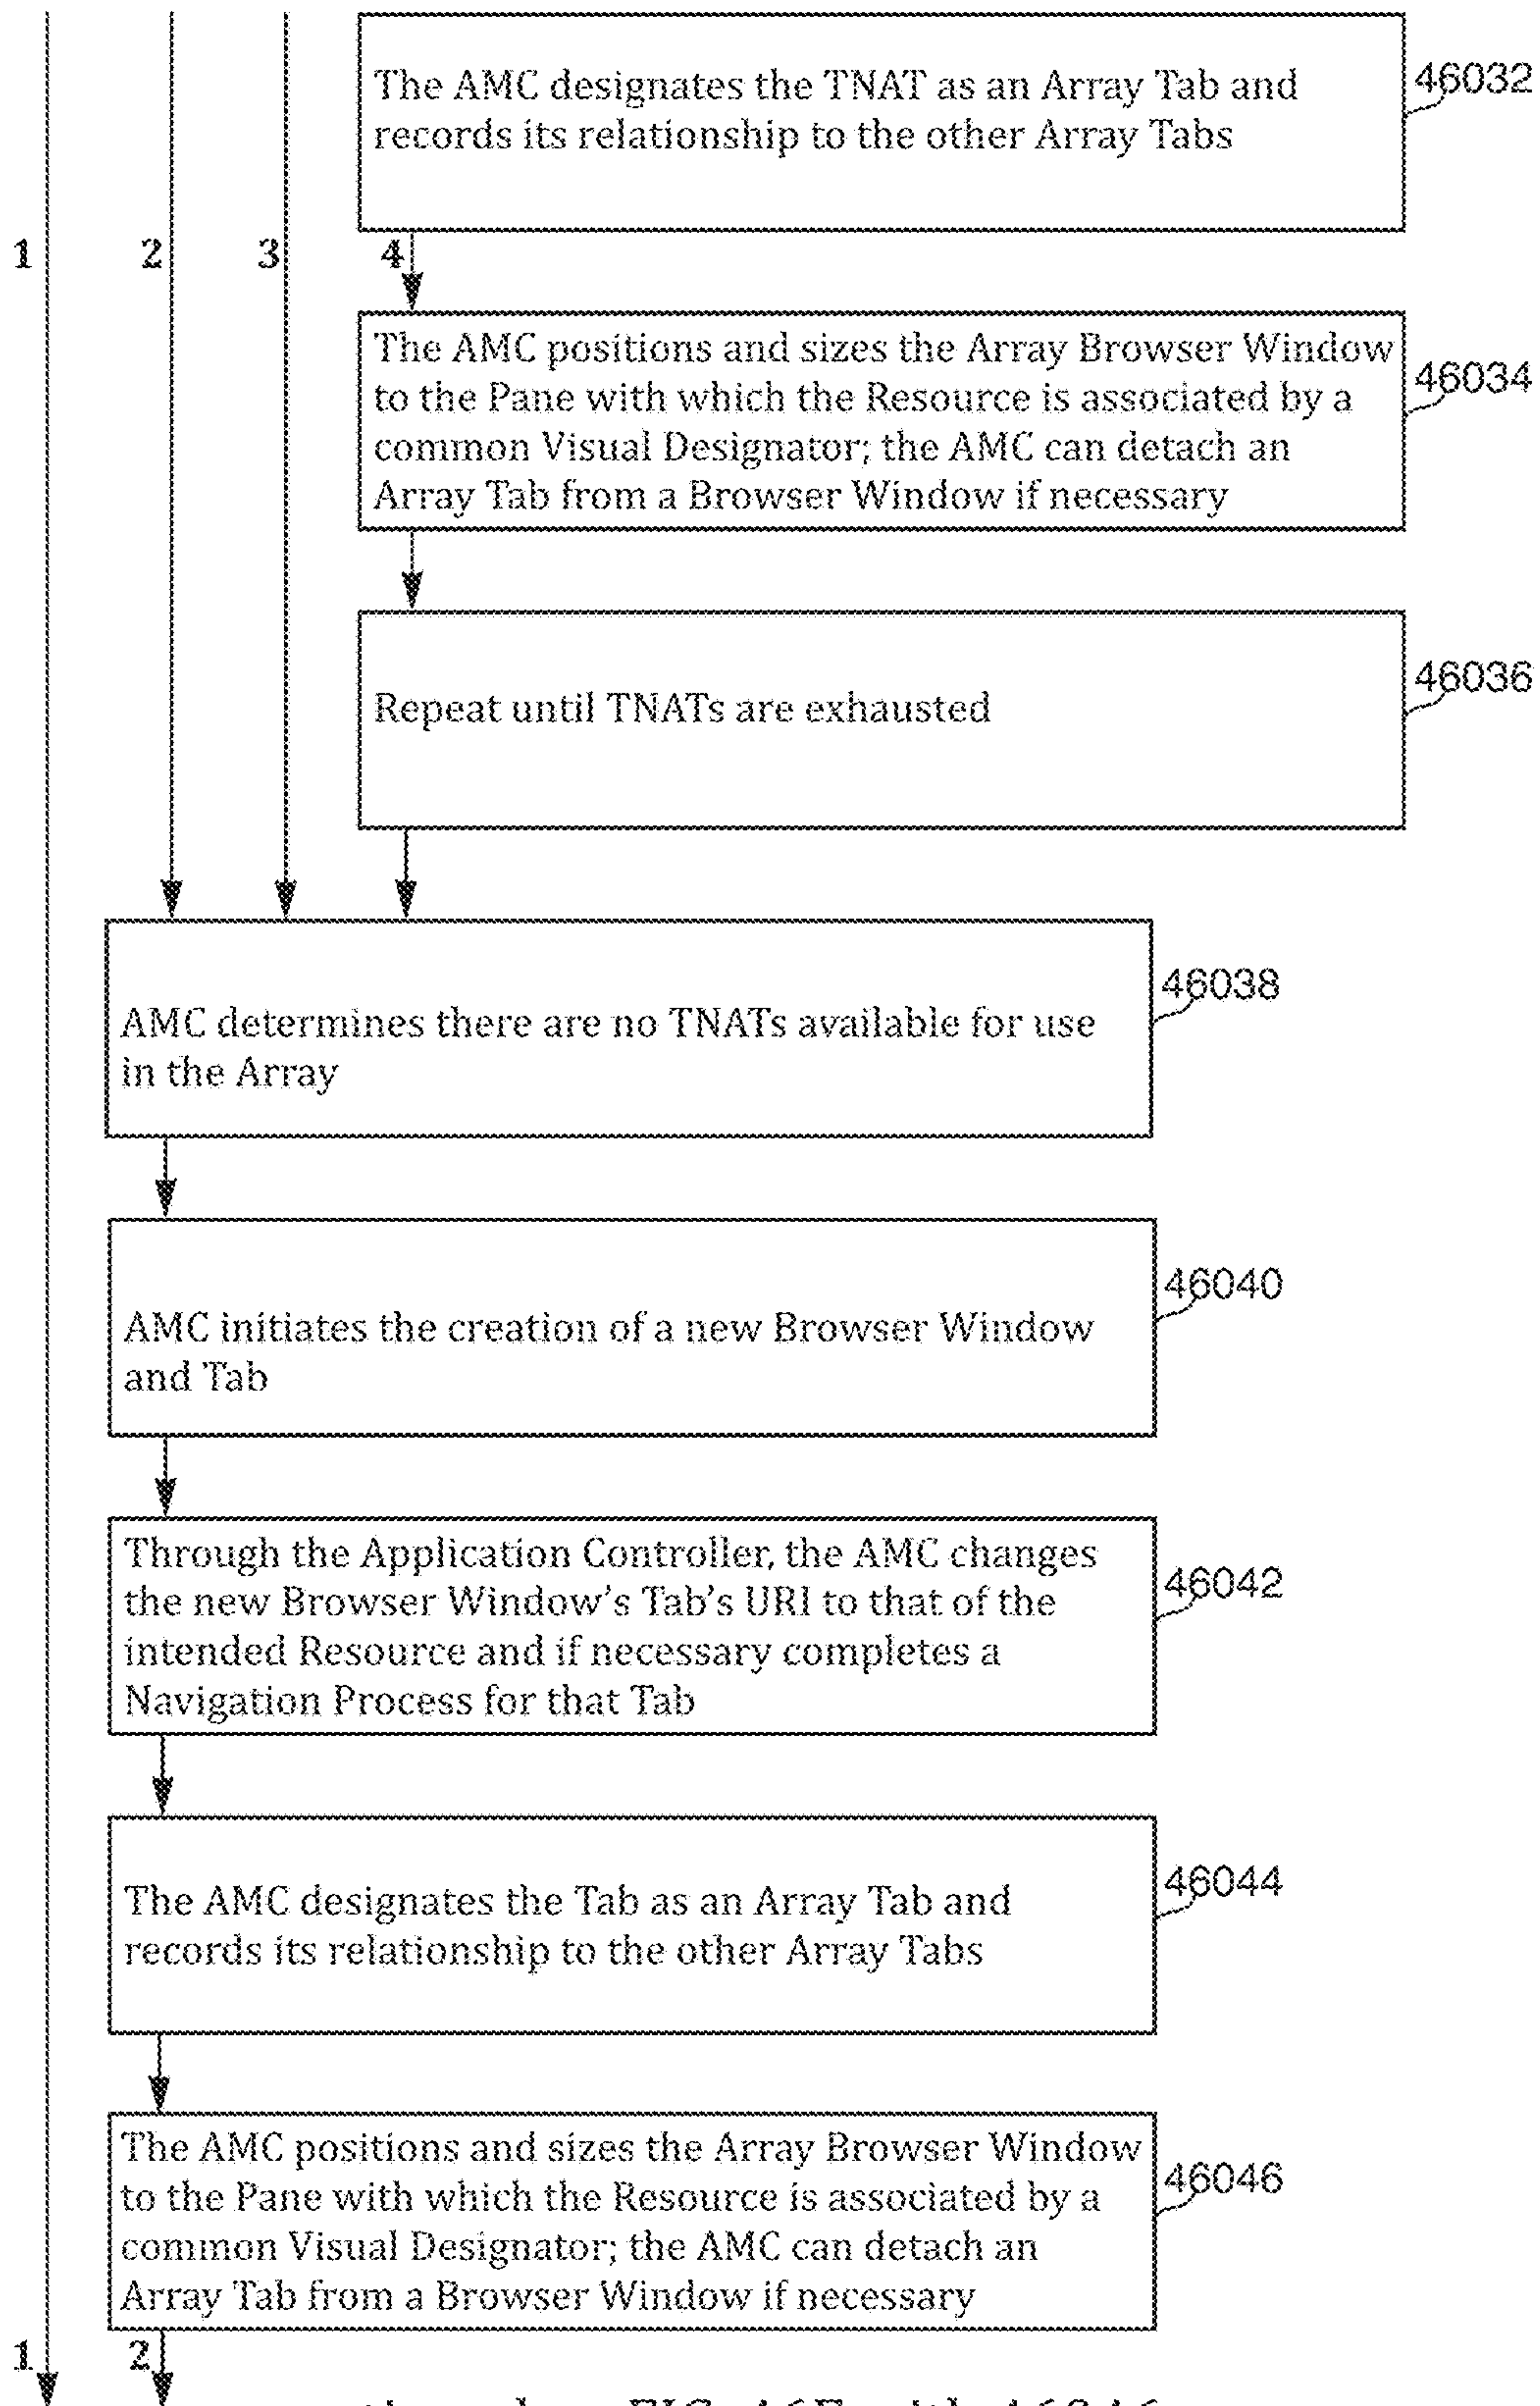 The AMC designates the TNAT as an Array Tab and
records its relationship to the other Array Tabs
46032
1
2
3
4
The AMC positions and sizes the Array Browser Window
to the Pane with which the Resource is associated by a
common Visual Designator; the AMC can detach an
Array Tab from a Browser Window if necessary
46034
Repeat until TNATs are exhausted
46036
AMC determines there are no TNATs available for use
in the Array
46038
AMC initiates the creation of a new Browser Window
and Tab
46040
Through the Application Controller, the AMC changes
the new Browser Window's Tab's URI to that of the
intended Resource and if necessary completes a
Navigation Process for that Tab
46042
The AMC designates the Tab as an Array Tab and
records its relationship to the other Array Tabs
46044
The AMC positions and sizes the Array Browser Window
to the Pane with which the Resource is associated by a
common Visual Designator; the AMC can detach an
Array Tab from a Browser Window if necessary
46046
1
2